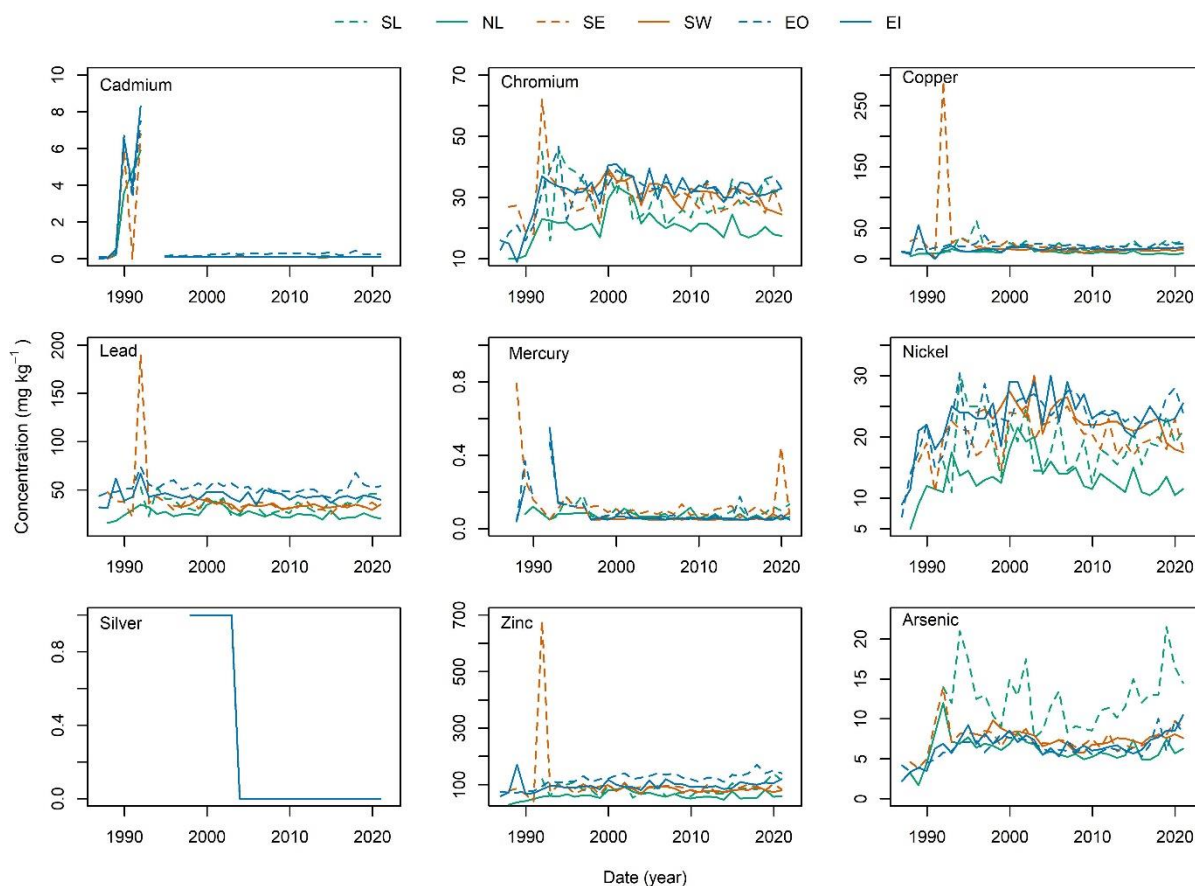 SL NL SE SW EO EI
Cadmium
0 2 4 6 8 10
1990 2000 2010 2020
Chromium
10 30 50 70
1990 2000 2010 2020
Copper
0 50 150 250
1990 2000 2010 2020
Concentration (mg kg⁻¹)
Lead
50 100 150 200
1990 2000 2010 2020
Mercury
0.0 0.4 0.8
1990 2000 2010 2020
Nickel
5 10 20 30
1990 2000 2010 2020
Silver
0.0 0.4 0.8
1990 2000 2010 2020
Zinc
100 300 500 700
1990 2000 2010 2020
Arsenic
0 5 10 15 20
1990 2000 2010 2020
Date (year)